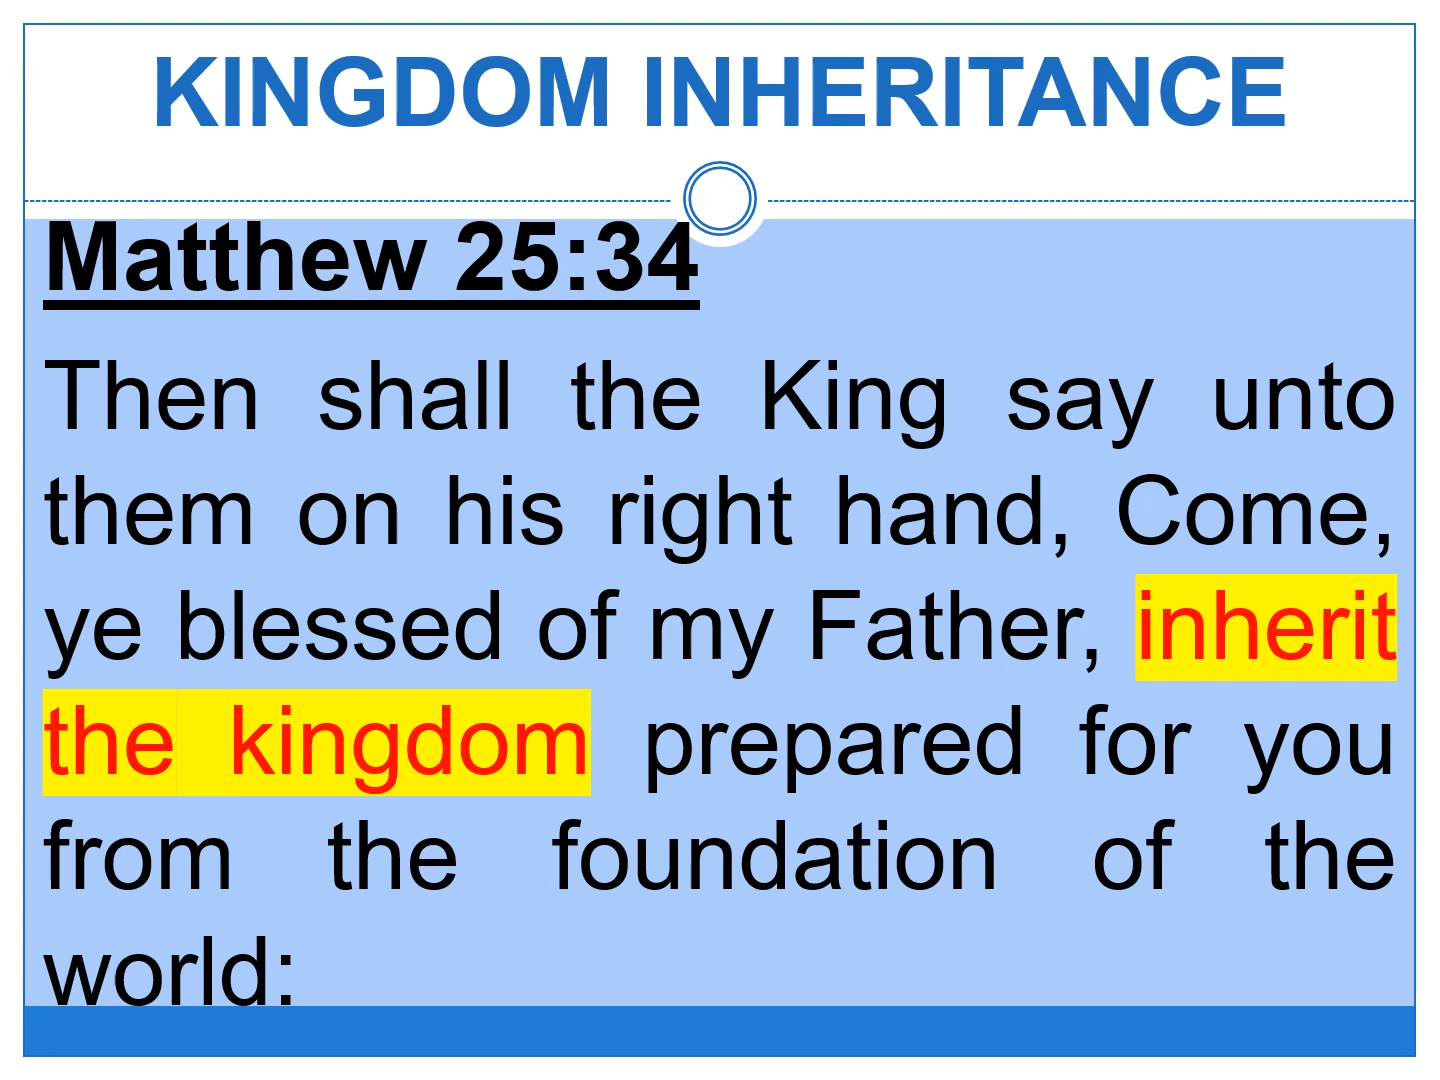 KINGDOM INHERITANCE
Matthew 25:34
Then shall the King say unto
them on his right hand, Come,
ye blessed of my Father, inherit
the kingdom prepared for you
from the foundation of the
world: